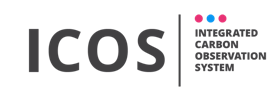 ICOS
INTEGRATED
CARBON
OBSERVATION
SYSTEM